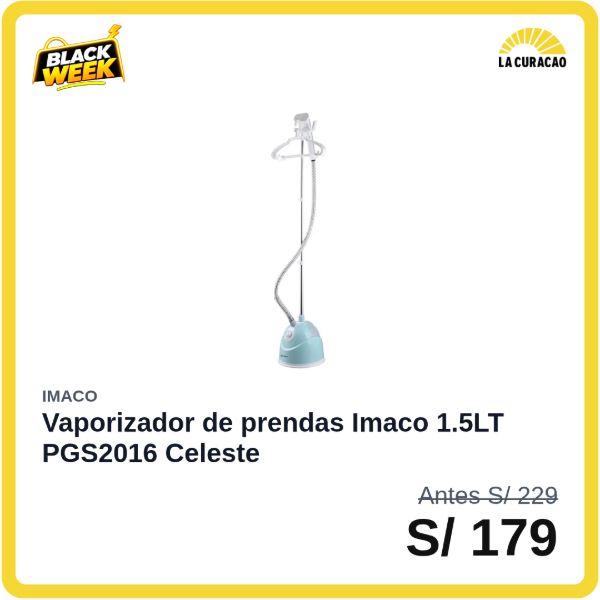 BLACK
WEEK
LA CURACAO
IMACO
Vaporizador de prendas Imaco 1.5LT
PGS2016 Celeste
Antes S/ 229
S/ 179